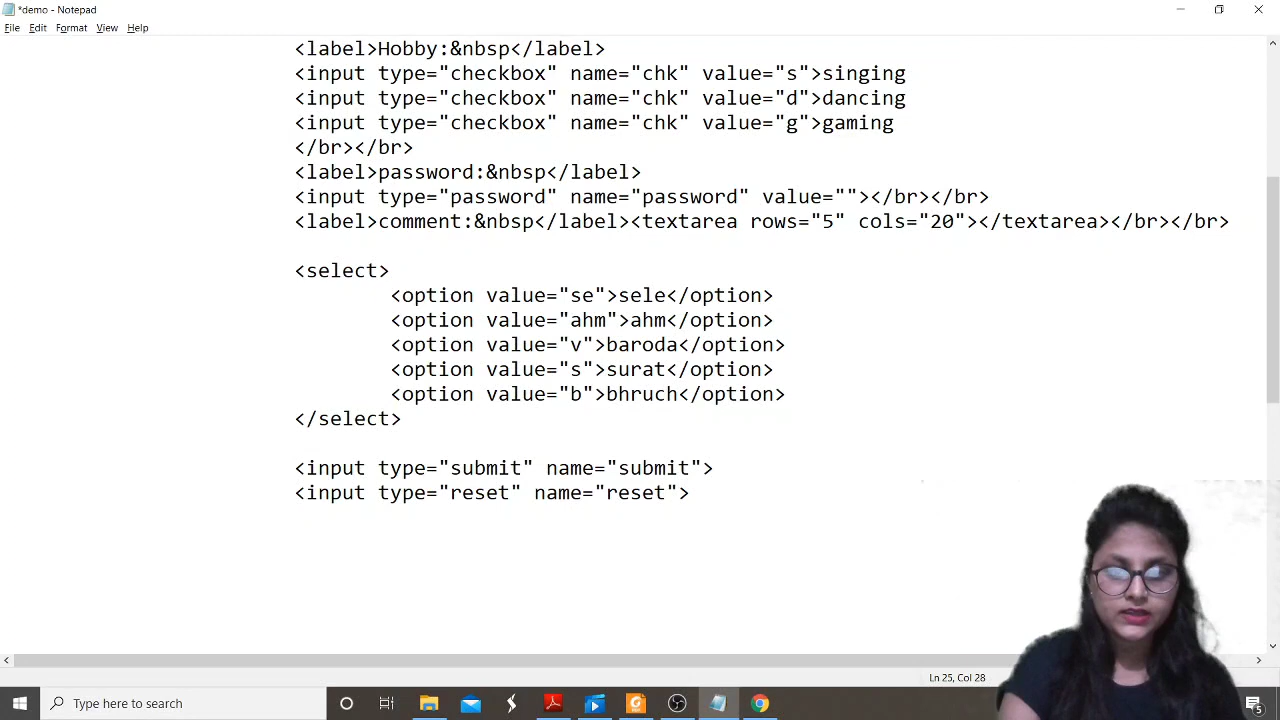 *demo - Notepad
File Edit Format View Help
<label>Hobby:&nbsp</label>
<input type="checkbox" name="chk" value="s">singing
<input type="checkbox" name="chk" value="d">dancing
<input type="checkbox" name="chk" value="g">gaming
</br></br>
<label>password:&nbsp</label>
<input type="password" name="password" value=""></br></br>
<label>comment:&nbsp</label><textarea rows="5" cols="20"></textarea></br></br>
<select>
<option value="se">sele</option>
<option value="ahm">ahm</option>
<option value="v">baroda</option>
<option value="s">surat</option>
<option value="b">bhruch</option>
</select>
<input type="submit" name="submit">
<input type="reset" name="reset">
Ln 25, Col 28
Type here to search
5